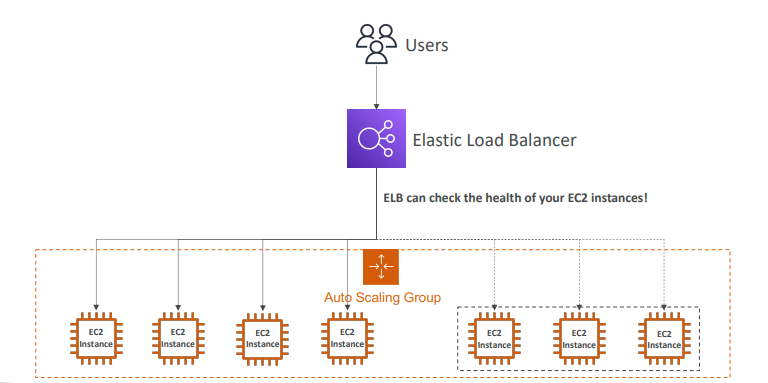 Users
Elastic Load Balancer
ELB can check the health of your EC2 instances!
Auto Scaling Group
EC2
Instance
EC2
Instance
EC2
Instance
EC2
Instance
EC2
Instance
EC2
Instance
EC2
Instance